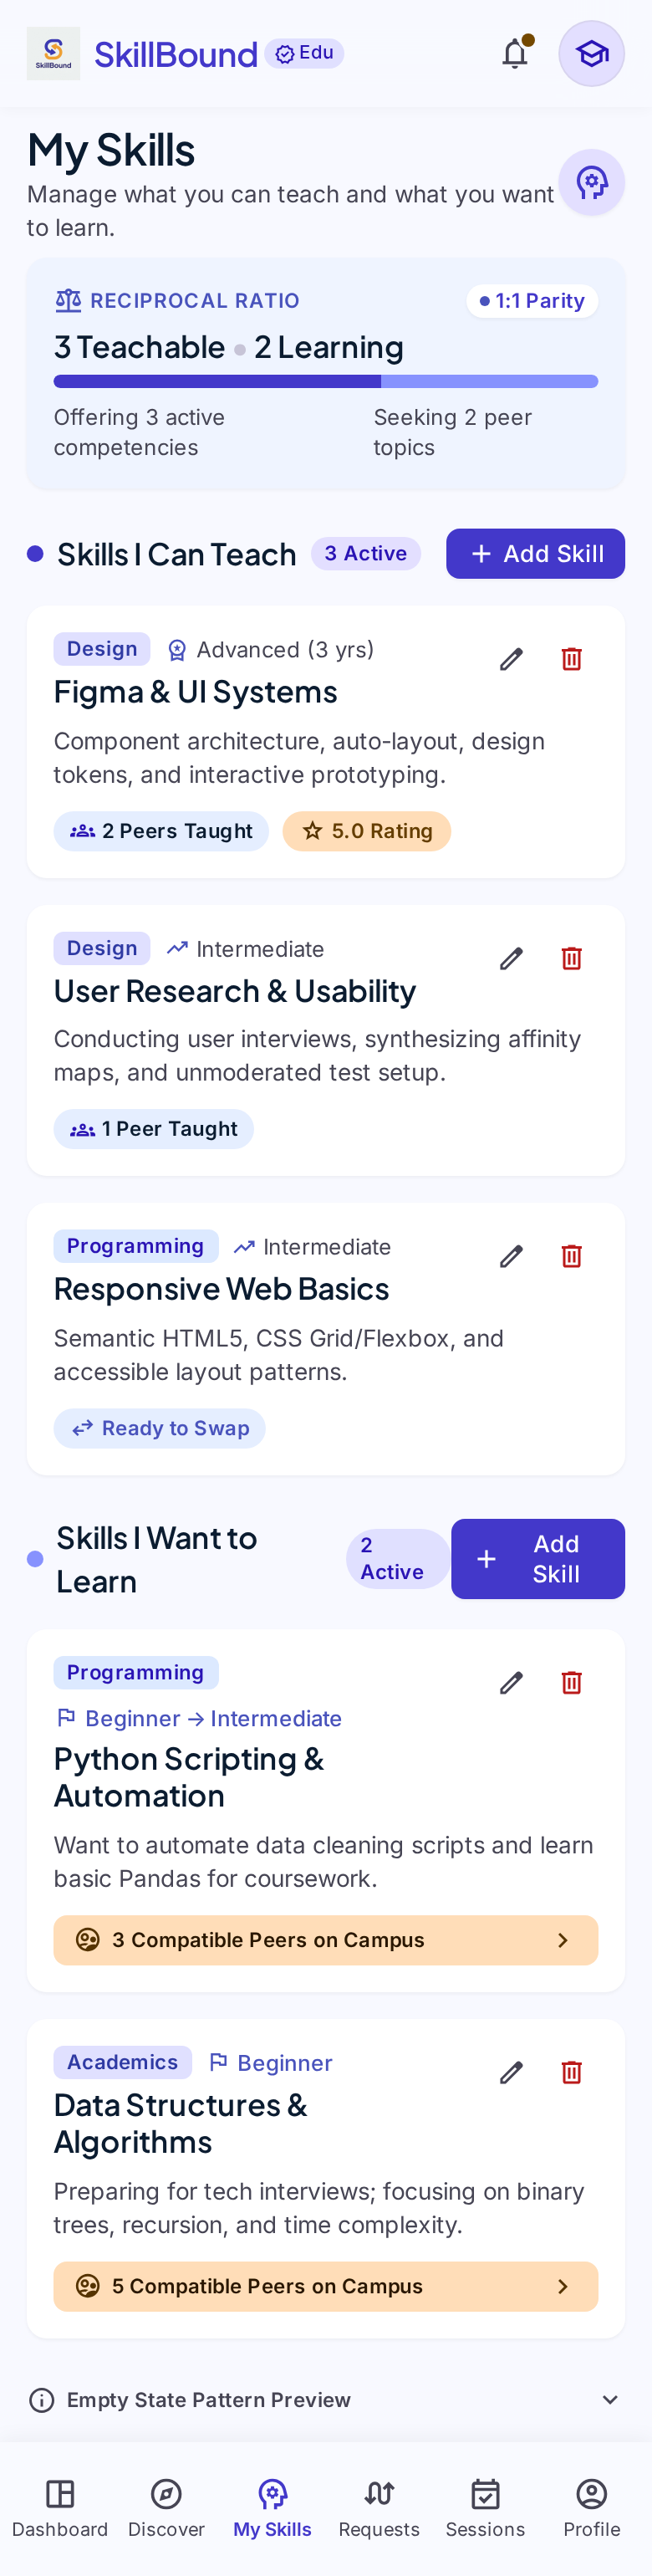 SkillBound
SkillBound
Edu
My Skills
Manage what you can teach and what you want
to learn.
RECIPROCAL RATIO
1:1 Parity
3 Teachable • 2 Learning
Offering 3 active
competencies
Seeking 2 peer
topics
Skills I Can Teach
3 Active
+ Add Skill
Design
Advanced (3 yrs)
Figma & UI Systems
Component architecture, auto-layout, design
tokens, and interactive prototyping.
2 Peers Taught
5.0 Rating
Design
Intermediate
User Research & Usability
Conducting user interviews, synthesizing affinity
maps, and unmoderated test setup.
1 Peer Taught
Programming
Intermediate
Responsive Web Basics
Semantic HTML5, CSS Grid/Flexbox, and
accessible layout patterns.
Ready to Swap
Skills I Want to
Learn
2
Active
+ Add
Skill
Programming
Beginner → Intermediate
Python Scripting &
Automation
Want to automate data cleaning scripts and learn
basic Pandas for coursework.
3 Compatible Peers on Campus
Academics
Beginner
Data Structures &
Algorithms
Preparing for tech interviews; focusing on binary
trees, recursion, and time complexity.
5 Compatible Peers on Campus
Empty State Pattern Preview
Dashboard
Discover
My Skills
Requests
Sessions
Profile